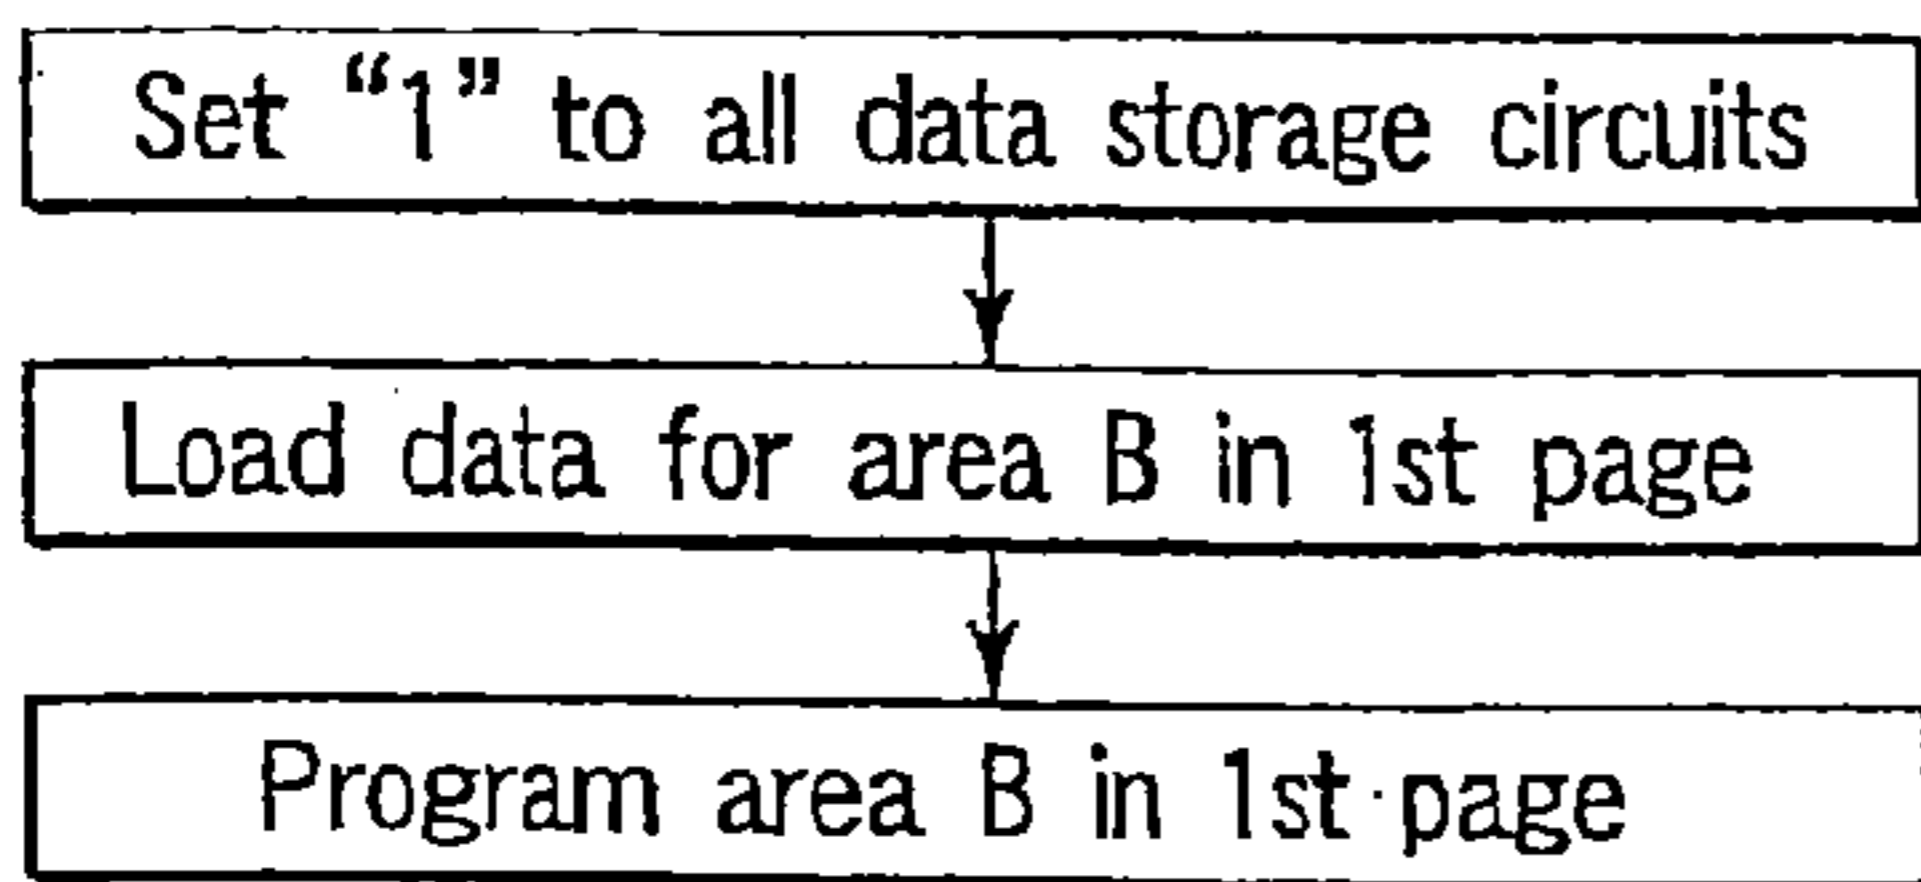 Set “1” to all data storage circuits
Load data for area B in 1st page
Program area B in 1st page